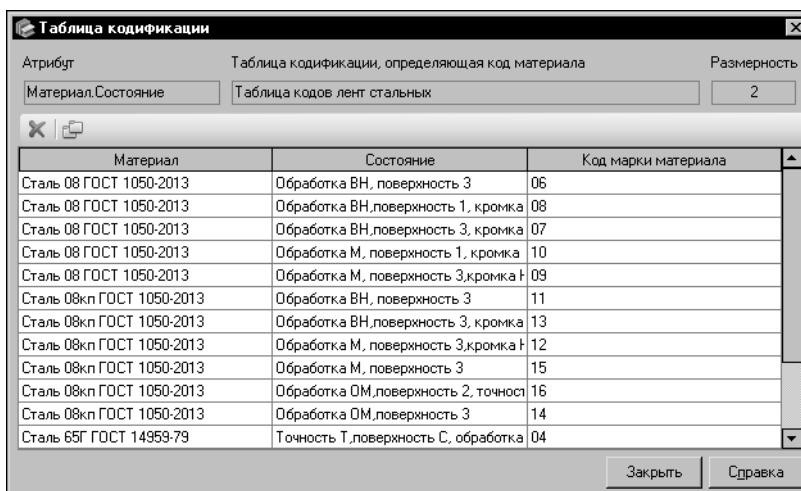 Таблица кодификации
Атрибут Таблица кодификации, определяющая код материала Размерность
Материал.Состояние Таблица кодов лент стальных 2
Материал Состояние Код марки материала
Сталь 08 ГОСТ 1050-2013 Обработка ВН, поверхность 3 06
Сталь 08 ГОСТ 1050-2013 Обработка ВН,поверхность 1, кромка 08
Сталь 08 ГОСТ 1050-2013 Обработка ВН,поверхность 3, кромка 07
Сталь 08 ГОСТ 1050-2013 Обработка М, поверхность 1, кромка 10
Сталь 08 ГОСТ 1050-2013 Обработка М, поверхность 3,кромка 09
Сталь 08кп ГОСТ 1050-2013 Обработка ВН, поверхность 3 11
Сталь 08кп ГОСТ 1050-2013 Обработка ВН,поверхность 3, кромка 13
Сталь 08кп ГОСТ 1050-2013 Обработка М, поверхность 3,кромка 12
Сталь 08кп ГОСТ 1050-2013 Обработка М, поверхность 3 15
Сталь 08кп ГОСТ 1050-2013 Обработка ОМ,поверхность 2, точност 16
Сталь 08кп ГОСТ 1050-2013 Обработка ОМ,поверхность 3 14
Сталь 65Г ГОСТ 14959-79 Точность Т,поверхность С, обработка 04
Закрыть Справка